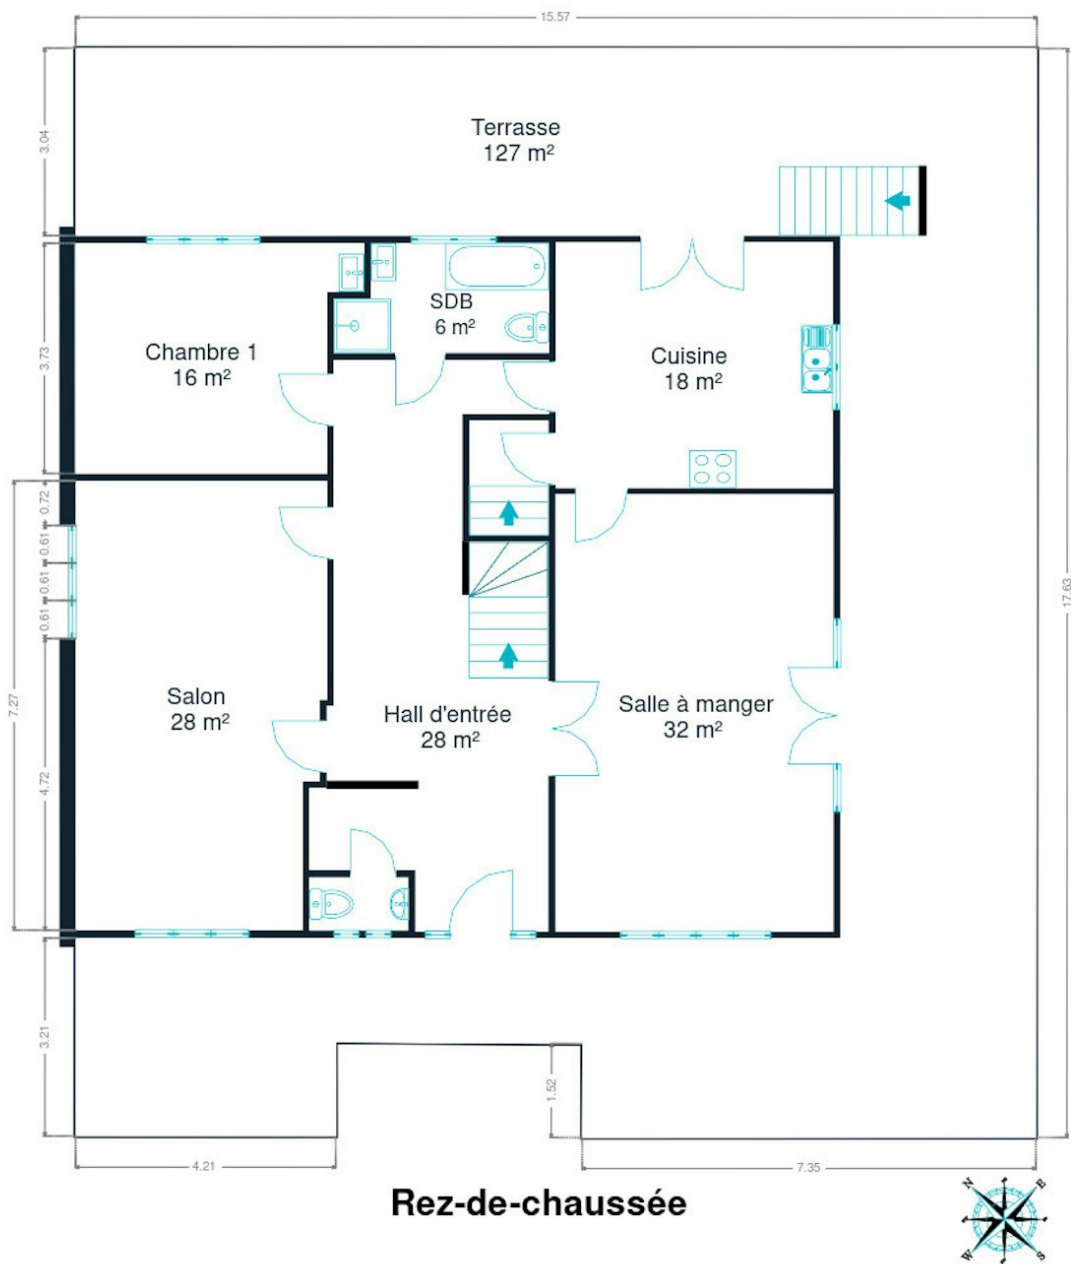 15.57
Terrasse
127 m²
3.04
SDB
6 m²
Chambre 1
16 m²
Cuisine
18 m²
3.73
0.72
0.61
0.61
0.61
17.63
Salon
28 m²
Hall d'entrée
28 m²
Salle à manger
32 m²
7.27
4.72
3.21
1.52
4.21
7.35
Rez-de-chaussée
N
E
W
S